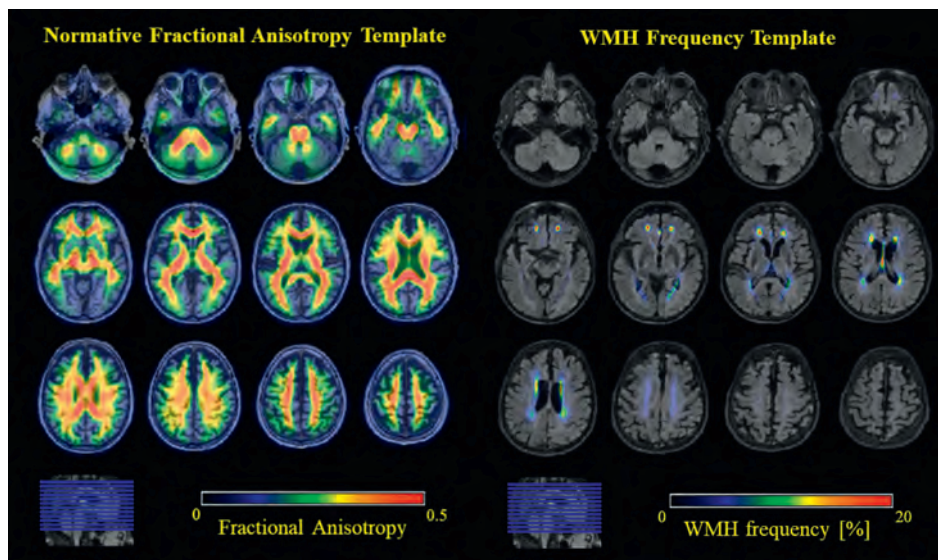 Normative Fractional Anisotropy Template
WMH Frequency Template
0
0.5
Fractional Anisotropy
0
20
WMH frequency [%]